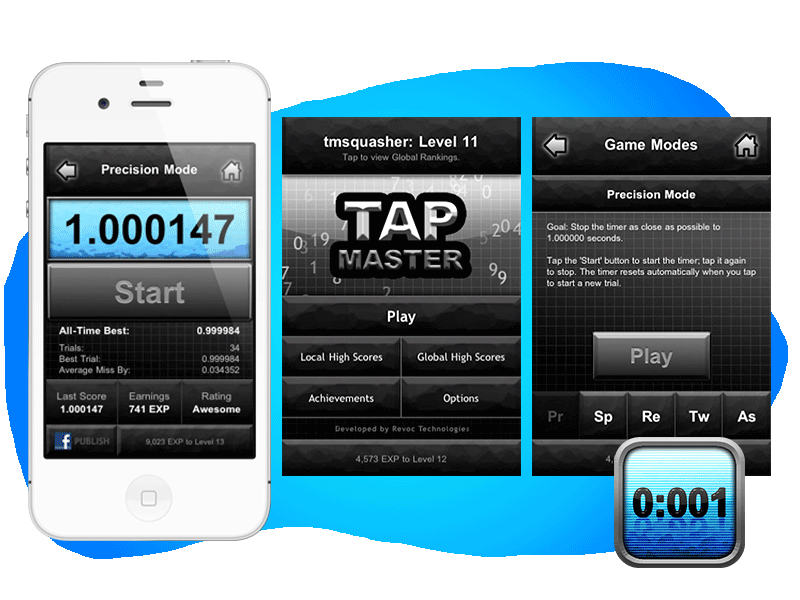 Precision Mode
1.000147
Start
All-Time Best: 0.999984
Trials: 34
Best Trial: 0.999984
Average Miss By: 0.034352
Last Score Earnings Rating
1.000147 741 EXP Awesome
f PUBLISH 9,023 EXP to Level 13
tmsquasher: Level 11
Tap to view Global Rankings.
TAP
MASTER
Play
Local High Scores Global High Scores
Achievements Options
Developed by Revoc Technologies
4,573 EXP to Level 12
Game Modes
Precision Mode
Goal: Stop the timer as close as possible to
1.000000 seconds.
Tap the 'Start' button to start the timer; tap it again
to stop. The timer resets automatically when you tap
to start a new trial.
Play
Pr Sp Re Tw As
4,
0:001